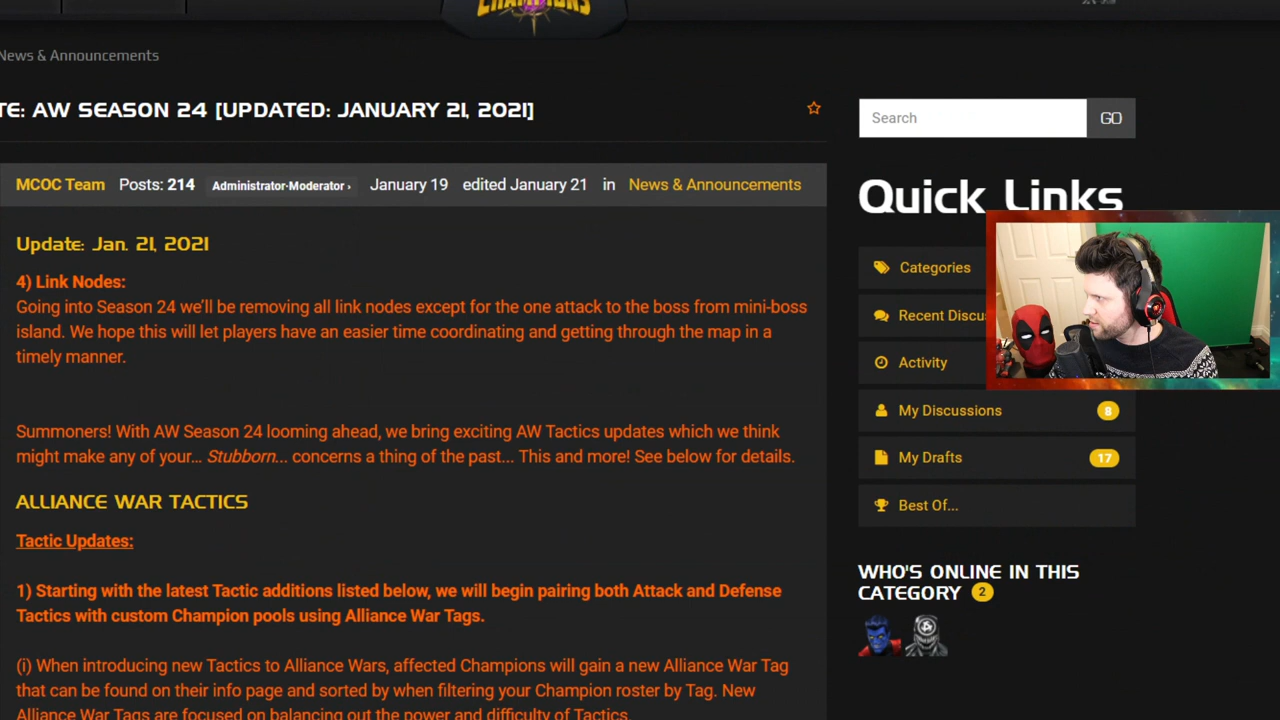 CHAMPIONS
News & Announcements
TE: AW SEASON 24 [UPDATED: JANUARY 21, 2021]
Search GO
MCOC Team Posts: 214 Administrator·Moderator › January 19 edited January 21 in News & Announcements
Quick Links
Update: Jan. 21, 2021
4) Link Nodes:
Going into Season 24 we'll be removing all link nodes except for the one attack to the boss from mini-boss
island. We hope this will let players have an easier time coordinating and getting through the map in a
timely manner.
Summoners! With AW Season 24 looming ahead, we bring exciting AW Tactics updates which we think
might make any of your... Stubborn... concerns a thing of the past... This and more! See below for details.
ALLIANCE WAR TACTICS
Tactic Updates:
1) Starting with the latest Tactic additions listed below, we will begin pairing both Attack and Defense
Tactics with custom Champion pools using Alliance War Tags.
(i) When introducing new Tactics to Alliance Wars, affected Champions will gain a new Alliance War Tag
that can be found on their info page and sorted by when filtering your Champion roster by Tag. New
Alliance War Tags are focused on balancing out the power and difficulty of Tactics.
Categories
Recent Discu
Activity
My Discussions 8
My Drafts 17
Best Of...
WHO'S ONLINE IN THIS
CATEGORY 2